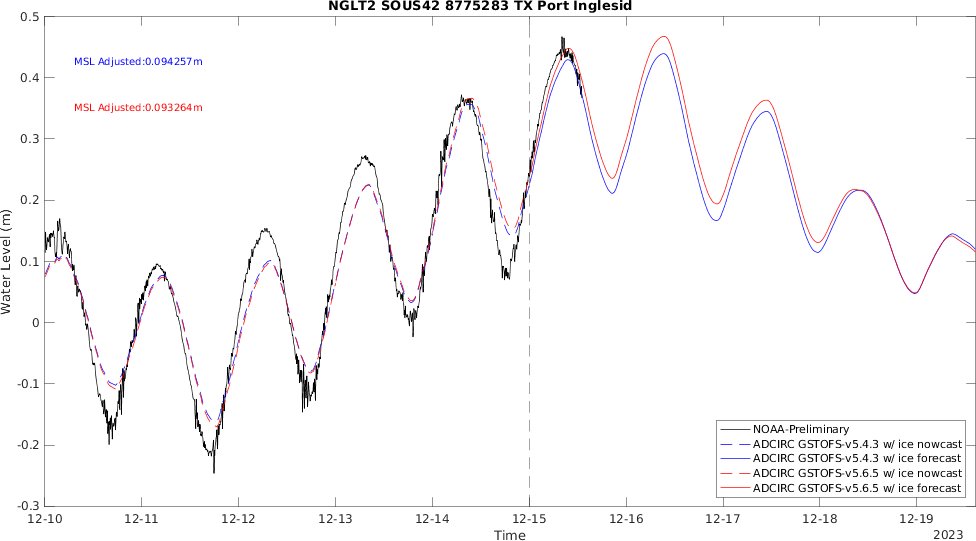 NGLT2 SOUS42 8775283 TX Port Inglesid
MSL Adjusted:0.094257m
MSL Adjusted:0.093264m
Water Level (m)
0.5
0.4
0.3
0.2
0.1
0
-0.1
-0.2
-0.3
NOAA-Preliminary
ADCIRC GSTOFS-v5.4.3 w/ ice nowcast
ADCIRC GSTOFS-v5.4.3 w/ ice forecast
ADCIRC GSTOFS-v5.6.5 w/ ice nowcast
ADCIRC GSTOFS-v5.6.5 w/ ice forecast
12-10 12-11 12-12 12-13 12-14 12-15 12-16 12-17 12-18 12-19
Time
2023